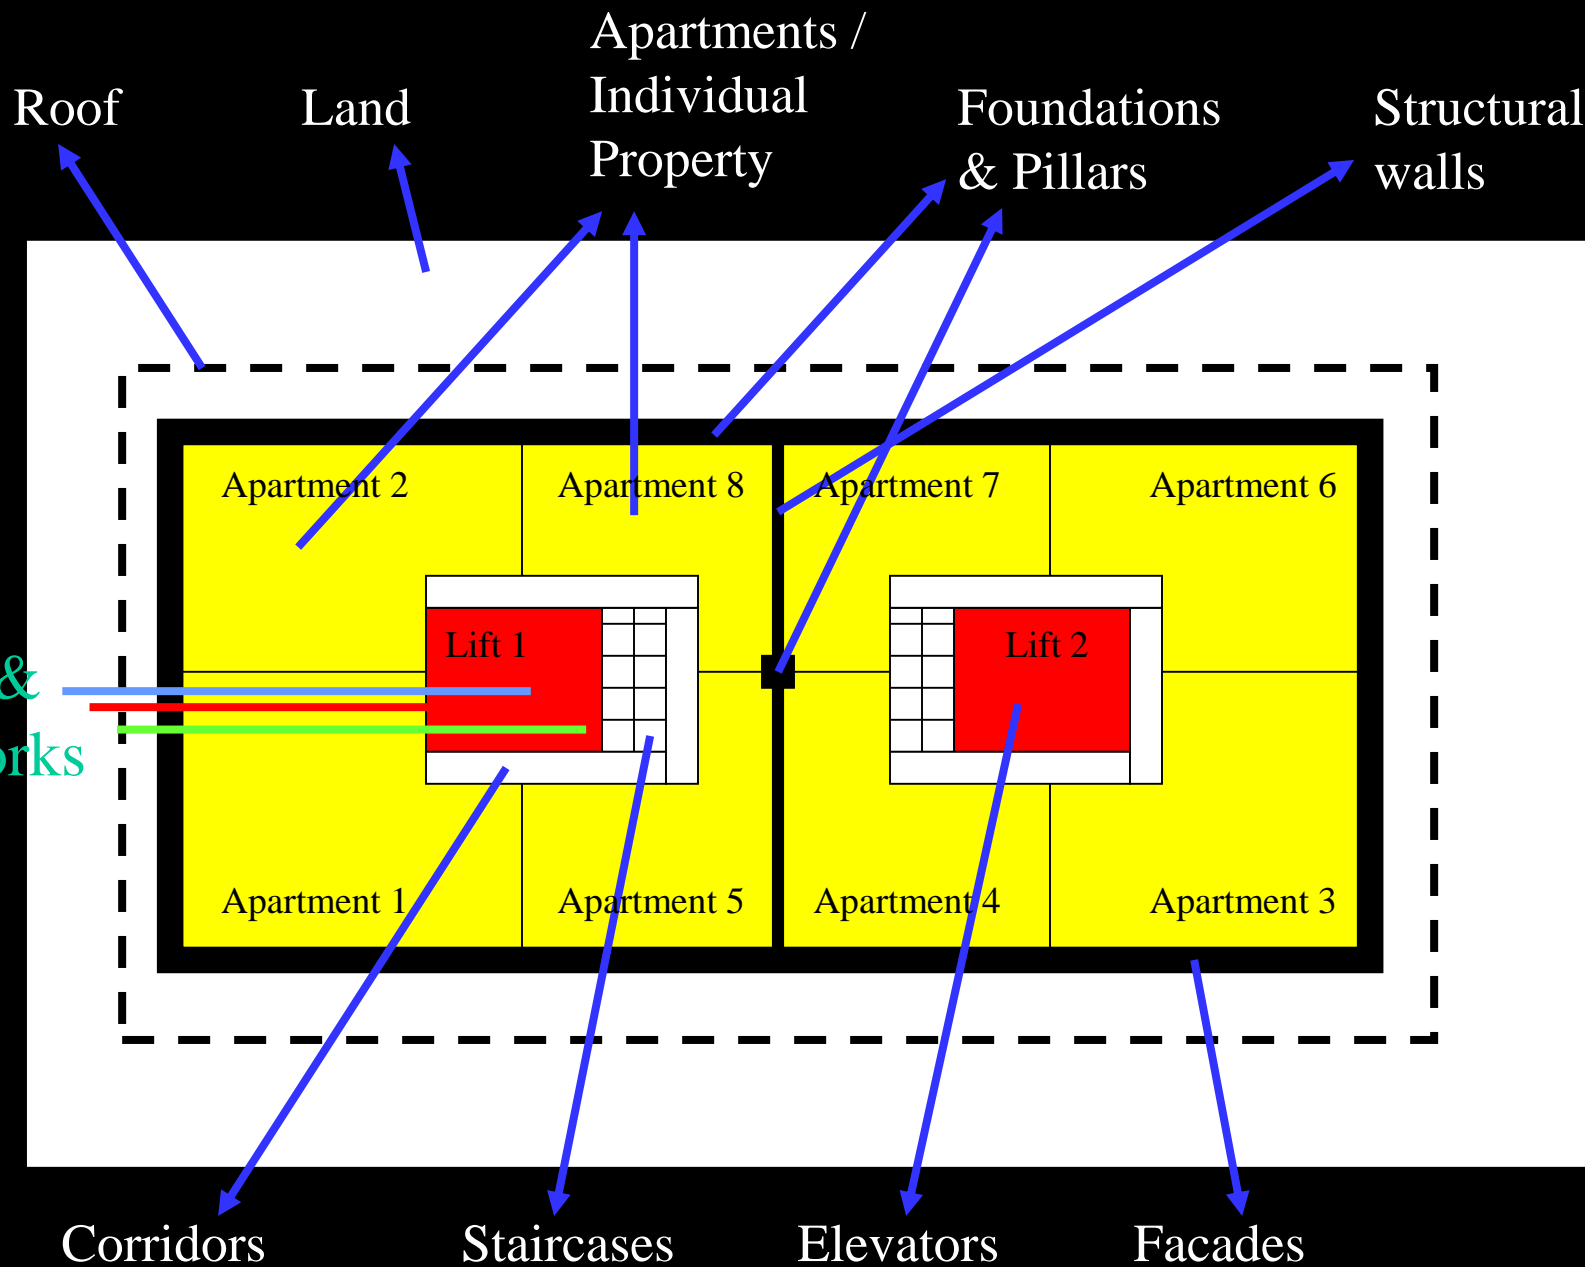 Apartments /
Individual
Property
Roof
Land
Foundations
& Pillars
Structural
walls
Apartment 2
Apartment 8
Apartment 7
Apartment 6
Lift 1
Lift 2
&
orks
Apartment 1
Apartment 5
Apartment 4
Apartment 3
Corridors
Staircases
Elevators
Facades